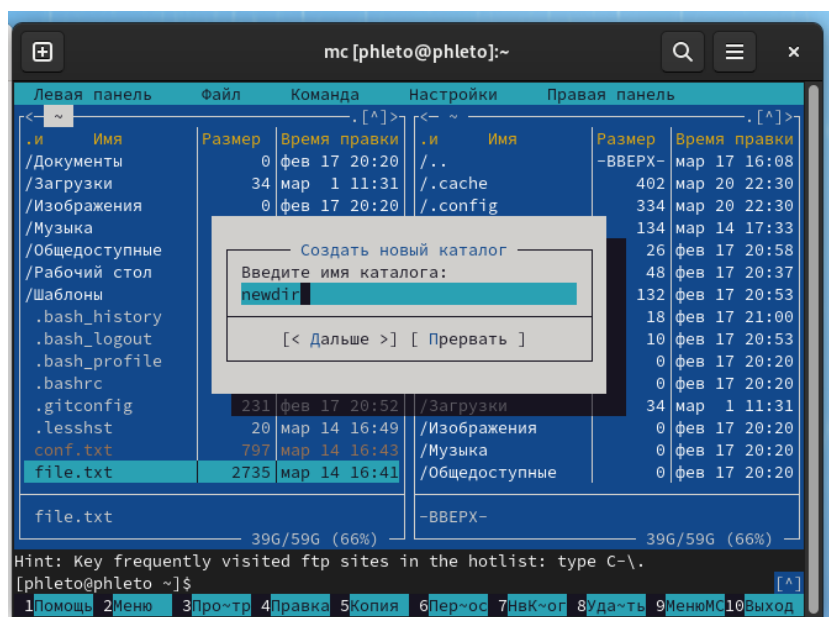 mc [phleto@phleto]:~
Левая панель Файл Команда Настройки Правая панель
<— ~ .[^]> <— ~ .[^]>
.и Имя Размер Время правки .и Имя Размер Время правки
/Документы 0 фев 17 20:20 /.. -ВВЕРХ- мар 17 16:08
/Загрузки 34 мар 1 11:31 /.cache 402 мар 20 22:30
/Изображения 0 фев 17 20:20 /.config 334 мар 20 22:30
/Музыка 134 мар 14 17:33
/Общедоступные Создать новый каталог 26 фев 17 20:58
/Рабочий стол Введите имя каталога: 48 фев 17 20:37
/Шаблоны newdir 132 фев 17 20:53
.bash_history 18 фев 17 21:00
.bash_logout [< Дальше >] [ Прервать ] 10 фев 17 20:53
.bash_profile 0 фев 17 20:20
.bashrc 0 фев 17 20:20
.gitconfig 231 фев 17 20:52 /Загрузки 34 мар 1 11:31
.lesshst 20 мар 14 16:49 /Изображения 0 фев 17 20:20
conf.txt 797 мар 14 16:43 /Музыка 0 фев 17 20:20
file.txt 2735 мар 14 16:41 /Общедоступные 0 фев 17 20:20
file.txt -ВВЕРХ-
39G/59G (66%) 39G/59G (66%)
Hint: Key frequently visited ftp sites in the hotlist: type C-\.
[phleto@phleto ~]$ [^]
1Помощь 2Меню 3Про~тр 4Правка 5Копия 6Пер~ос 7НвК~ог 8Уда~ть 9МенюМС 10Выход